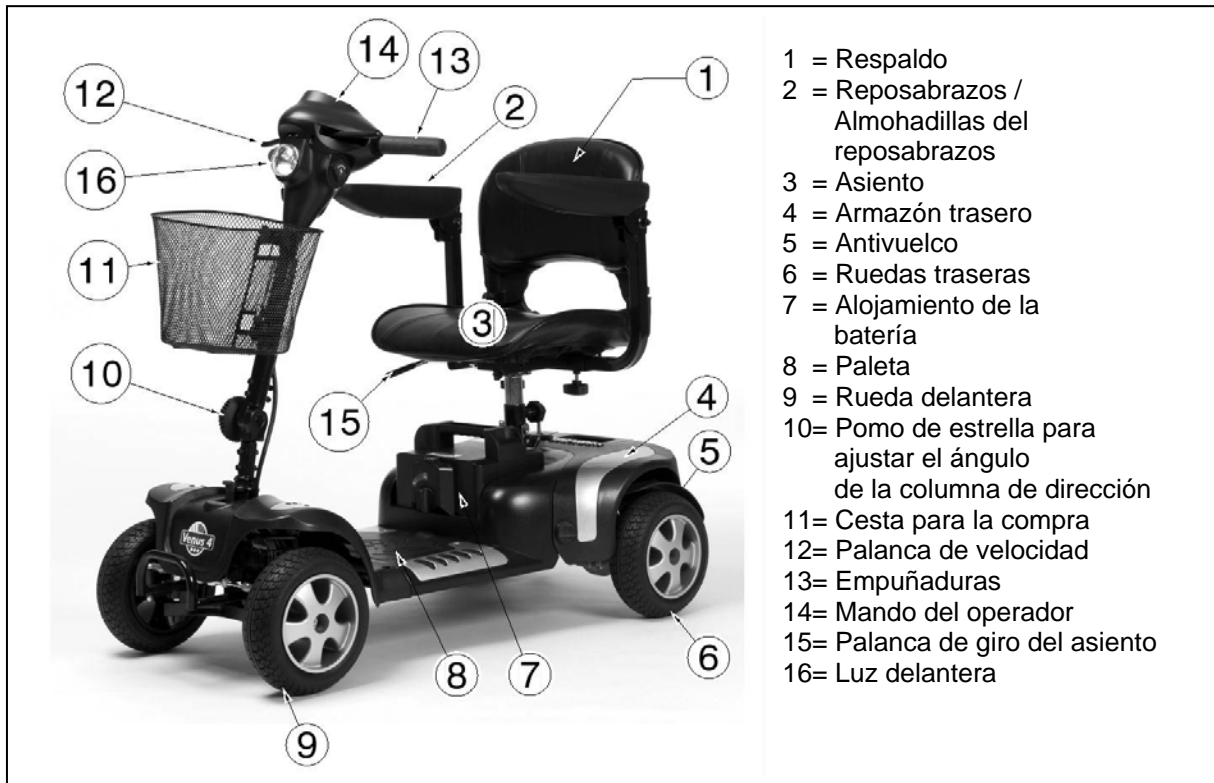 14
13
1
12
2
16
11
3
10
15
4
5
Venus 4
8
7
6
9
1 = Respaldo
2 = Reposabrazos /
Almohadillas del
reposabrazos
3 = Asiento
4 = Armazón trasero
5 = Antivuelco
6 = Ruedas traseras
7 = Alojamiento de la
batería
8 = Paleta
9 = Rueda delantera
10= Pomo de estrella para
ajustar el ángulo
de la columna de dirección
11= Cesta para la compra
12= Palanca de velocidad
13= Empuñaduras
14= Mando del operador
15= Palanca de giro del asiento
16= Luz delantera